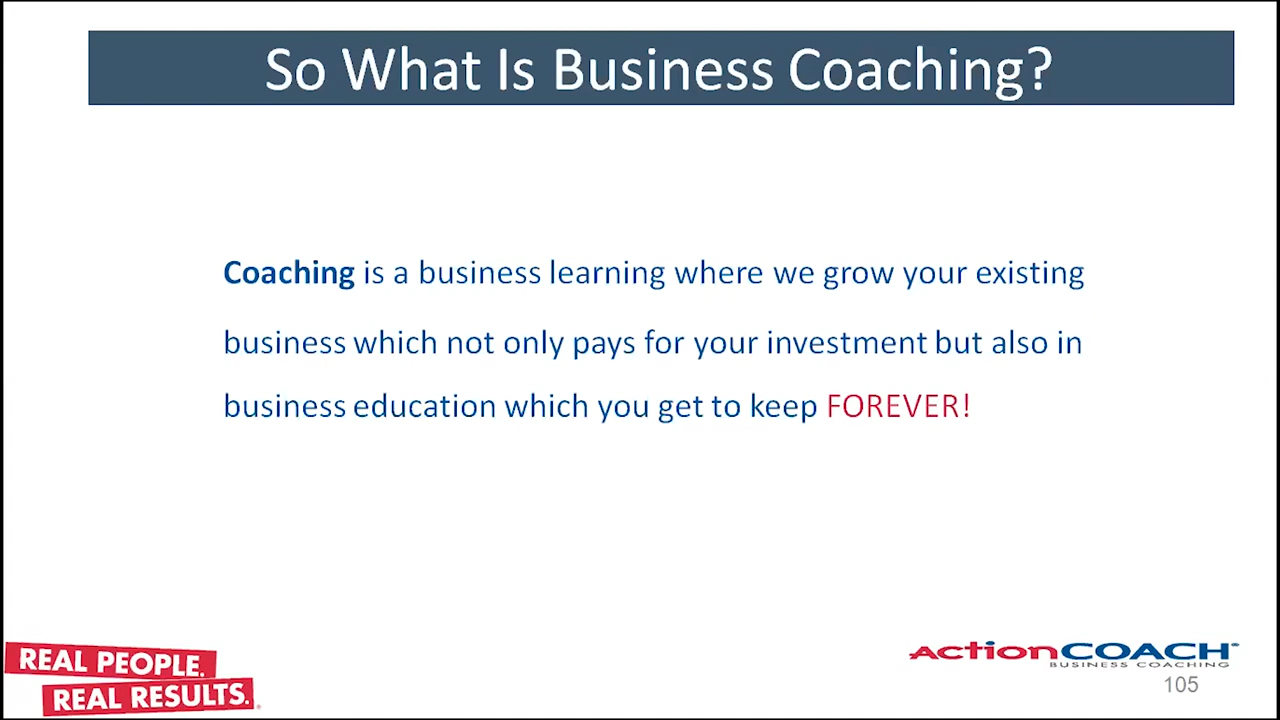 So What Is Business Coaching?
Coaching is a business learning where we grow your existing
business which not only pays for your investment but also in
business education which you get to keep FOREVER!
REAL PEOPLE.
REAL RESULTS.
ActionCOACH
BUSINESS COACHING
105